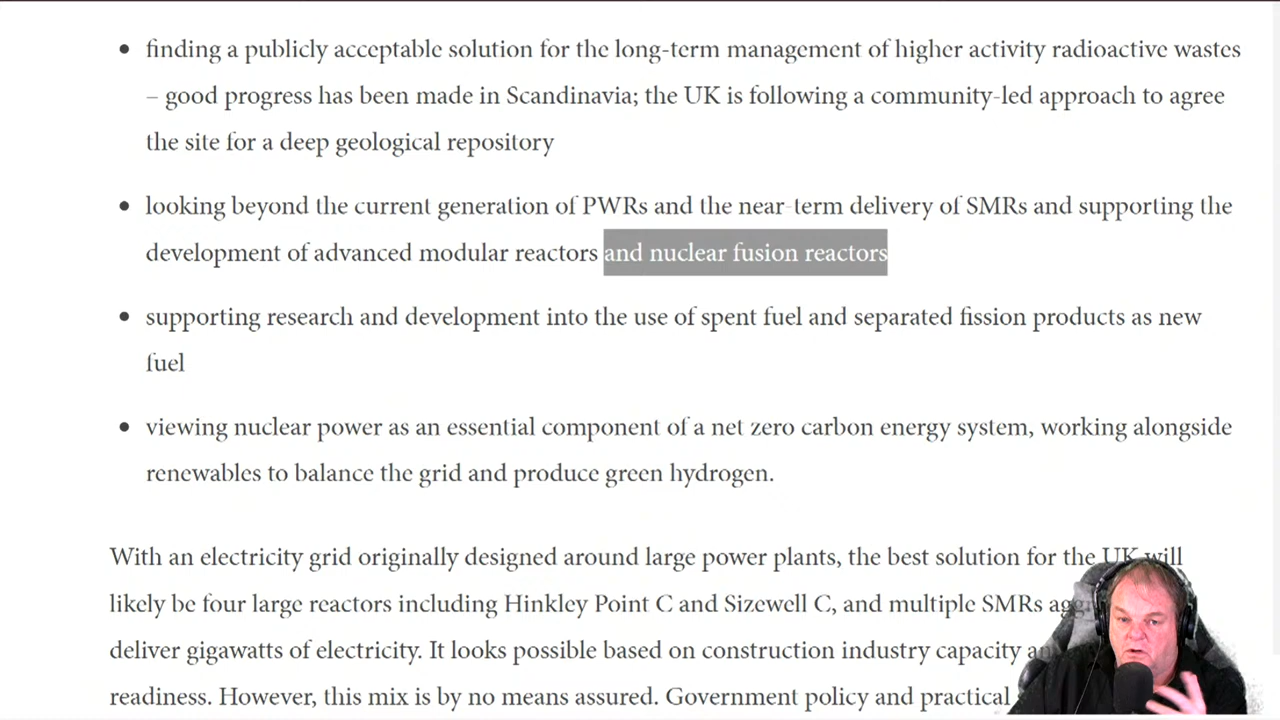 finding a publicly acceptable solution for the long-term management of higher activity radioactive wastes
– good progress has been made in Scandinavia; the UK is following a community-led approach to agree
the site for a deep geological repository
looking beyond the current generation of PWRs and the near-term delivery of SMRs and supporting the
development of advanced modular reactors and nuclear fusion reactors
supporting research and development into the use of spent fuel and separated fission products as new
fuel
viewing nuclear power as an essential component of a net zero carbon energy system, working alongside
renewables to balance the grid and produce green hydrogen.
With an electricity grid originally designed around large power plants, the best solution for the UK will
likely be four large reactors including Hinkley Point C and Sizewell C, and multiple SMRs
deliver gigawatts of electricity. It looks possible based on construction industry capacity
readiness. However, this mix is by no means assured. Government policy and practical